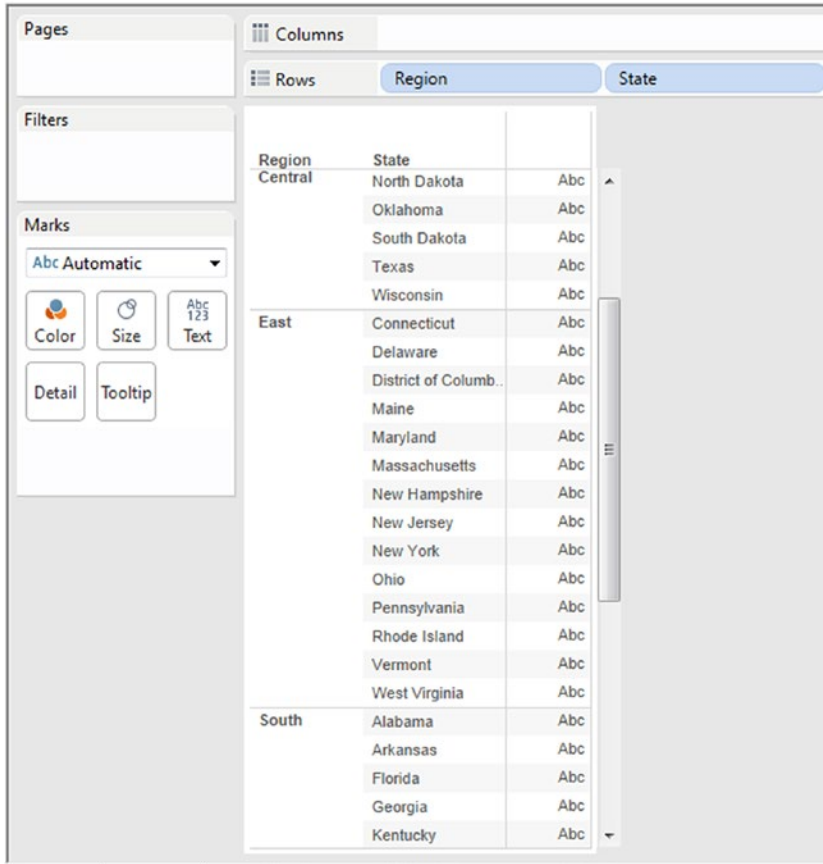 Pages
Columns
Rows Region State
Filters
Region State
Central North Dakota Abc
Oklahoma Abc
South Dakota Abc
Texas Abc
Wisconsin Abc
East Connecticut Abc
Delaware Abc
District of Columb.. Abc
Maine Abc
Maryland Abc
Massachusetts Abc
New Hampshire Abc
New Jersey Abc
New York Abc
Ohio Abc
Pennsylvania Abc
Rhode Island Abc
Vermont Abc
West Virginia Abc
South Alabama Abc
Arkansas Abc
Florida Abc
Georgia Abc
Kentucky Abc
Marks
Abc Automatic
Color Size Abc 123 Text
Detail Tooltip